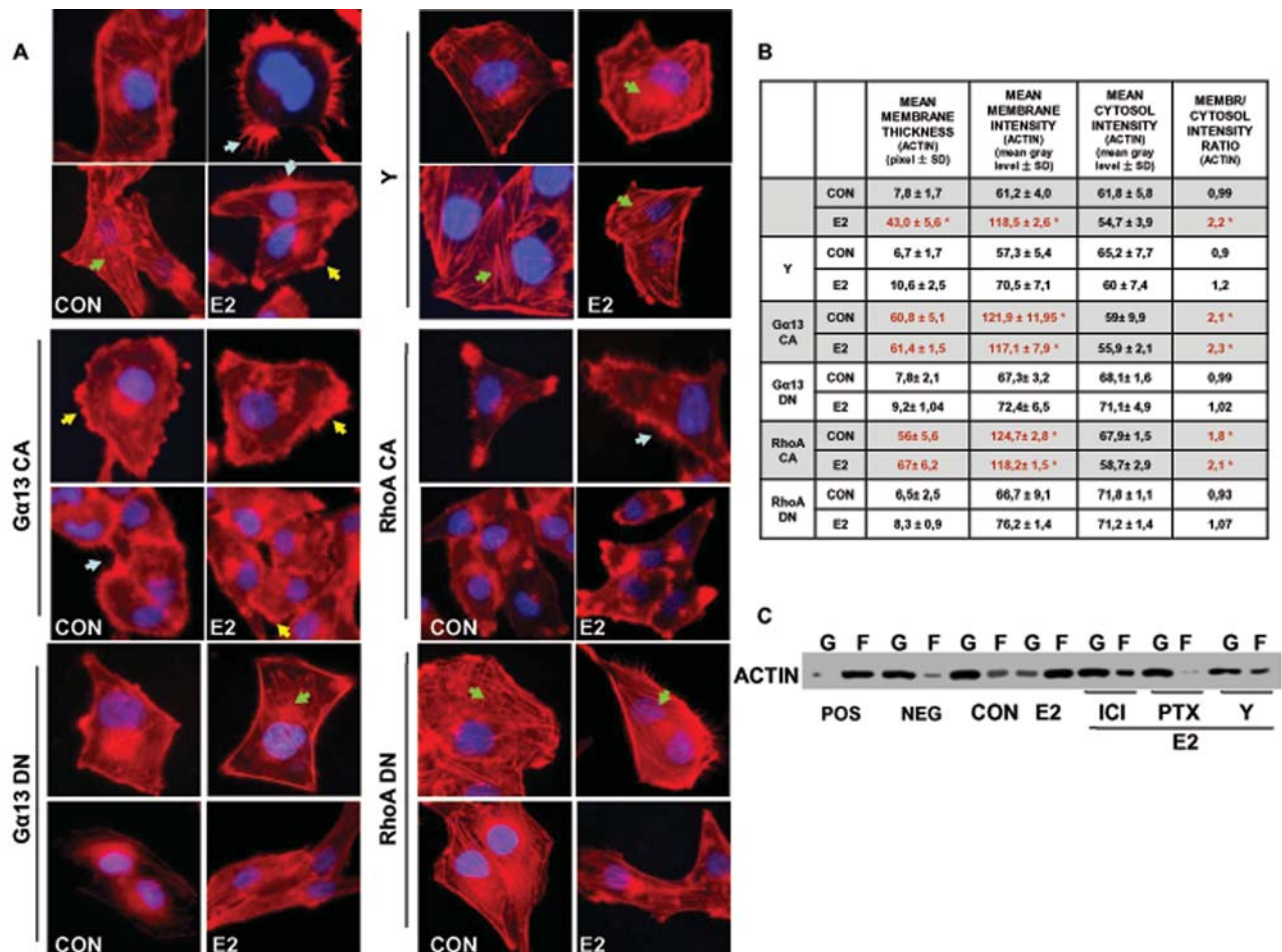 A
Y
CON
E2
E2
Gα13 CA
RhoA CA
CON
E2
CON
E2
Gα13 DN
RhoA DN
CON
E2
CON
E2
B
MEAN MEMBRANE THICKNESS (ACTIN) (pixel ± SD)
MEAN MEMBRANE INTENSITY (ACTIN) (mean gray level ± SD)
MEAN CYTOSOL INTENSITY (ACTIN) (mean gray level ± SD)
MEMBR/ CYTOSOL INTENSITY RATIO (ACTIN)
CON 7,8 ± 1,7 61,2 ± 4,0 61,8 ± 5,8 0,99
E2 43,0 ± 5,6 * 118,5 ± 2,6 * 54,7 ± 3,9 2,2 *
Y
CON 6,7 ± 1,7 57,3 ± 5,4 65,2 ± 7,7 0,9
E2 10,6 ± 2,5 70,5 ± 7,1 60 ± 7,4 1,2
Gα13 CA
CON 60,8 ± 5,1 121,9 ± 11,95 * 59± 9,9 2,1 *
E2 61,4 ± 1,5 117,1 ± 7,9 * 55,9 ± 2,1 2,3 *
Gα13 DN
CON 7,8± 2,1 67,3± 3,2 68,1± 1,6 0,99
E2 9,2± 1,04 72,4± 6,5 71,1± 4,9 1,02
RhoA CA
CON 56± 5,6 124,7± 2,8 * 67,9± 1,5 1,8 *
E2 67± 6,2 118,2± 1,5 * 58,7± 2,9 2,1 *
RhoA DN
CON 6,5± 2,5 66,7 ± 9,1 71,8 ± 1,1 0,93
E2 8,3 ± 0,9 76,2 ± 1,4 71,2 ± 1,4 1,07
C
G F G F G F G F G F G F G F
ACTIN
POS NEG CON E2 ICI PTX Y
E2